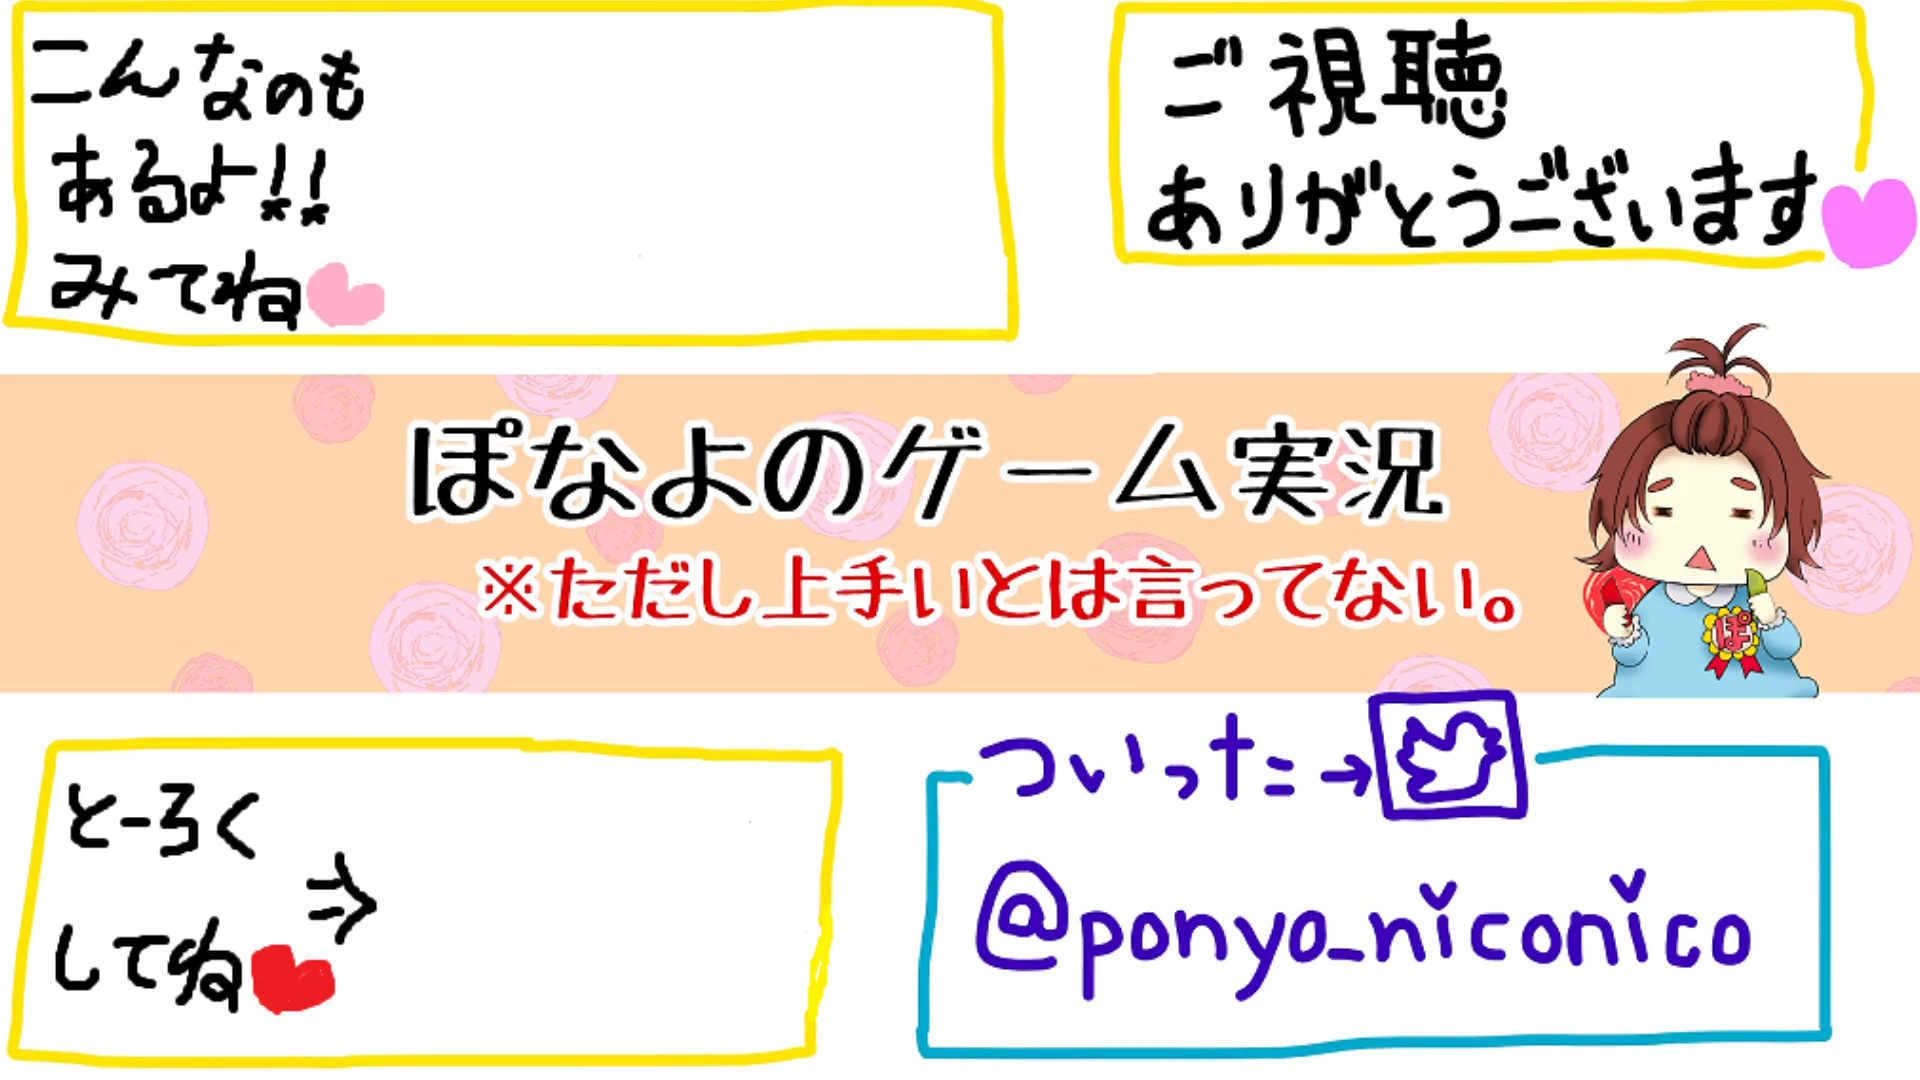 こんなのも
あるよ!!
みてね
ご視聴
ありがとうございます
ぽなよのゲーム実況
※ただし上手いとは言ってない。
ぽ
とーろく
してね
ついった→
@ponyo_niconico